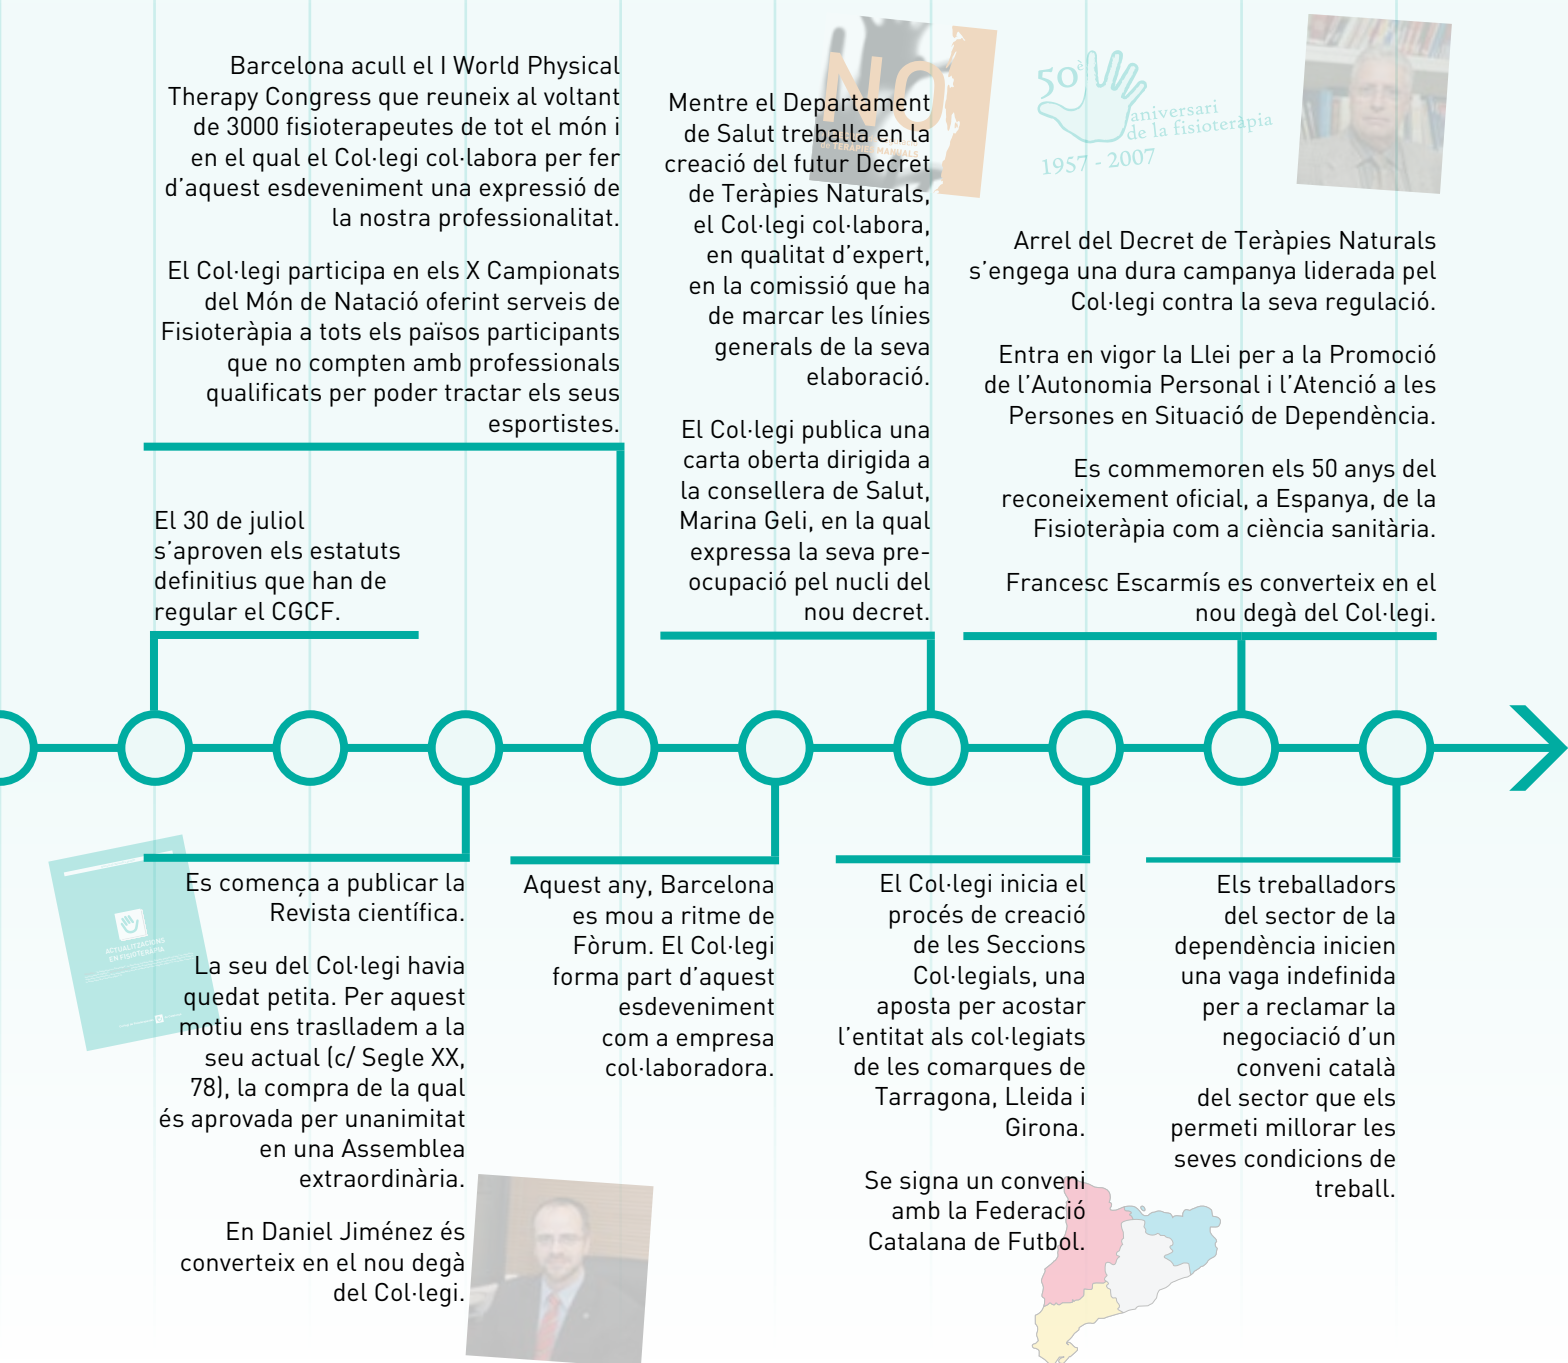 Barcelona acull el I World Physical
Therapy Congress que reuneix al voltant
de 3000 fisioterapeutes de tot el món i
en el qual el Col·legi col·labora per fer
d’aquest esdeveniment una expressió de
la nostra professionalitat.
El Col·legi participa en els X Campionats
del Món de Natació oferint serveis de
Fisioteràpia a tots els països participants
que no compten amb professionals
qualificats per poder tractar els seus
esportistes.
El 30 de juliol
s’aproven els estatuts
definitius que han de
regular el CGCF.
NO
Mentre el Departament
de Salut treballa en la
creació del futur Decret
de Teràpies Naturals,
el Col·legi col·labora,
en qualitat d’expert,
en la comissió que ha
de marcar les línies
generals de la seva
elaboració.
El Col·legi publica una
carta oberta dirigida a
la consellera de Salut,
Marina Geli, en la qual
expressa la seva pre-
ocupació pel nucli del
nou decret.
50è
aniversari
de la fisioteràpia
1957 - 2007
Arrel del Decret de Teràpies Naturals
s’engega una dura campanya liderada pel
Col·legi contra la seva regulació.
Entra en vigor la Llei per a la Promoció
de l’Autonomia Personal i l’Atenció a les
Persones en Situació de Dependència.
Es commemoren els 50 anys del
reconeixement oficial, a Espanya, de la
Fisioteràpia com a ciència sanitària.
Francesc Escarmís es converteix en el
nou degà del Col·legi.
ACTUALITZACIONS
EN FISIOTERÀPIA
Es comença a publicar la
Revista científica.
La seu del Col·legi havia
quedat petita. Per aquest
motiu ens traslladem a la
seu actual (c/ Segle XX,
78), la compra de la qual
és aprovada per unanimitat
en una Assemblea
extraordinària.
En Daniel Jiménez és
converteix en el nou degà
del Col·legi.
Aquest any, Barcelona
es mou a ritme de
Fòrum. El Col·legi
forma part d’aquest
esdeveniment
com a empresa
col·laboradora.
El Col·legi inicia el
procés de creació
de les Seccions
Col·legials, una
aposta per acostar
l’entitat als col·legiats
de les comarques de
Tarragona, Lleida i
Girona.
Se signa un conveni
amb la Federació
Catalana de Futbol.
Els treballadors
del sector de la
dependència inicien
una vaga indefinida
per a reclamar la
negociació d’un
conveni català
del sector que els
permeti millorar les
seves condicions de
treball.